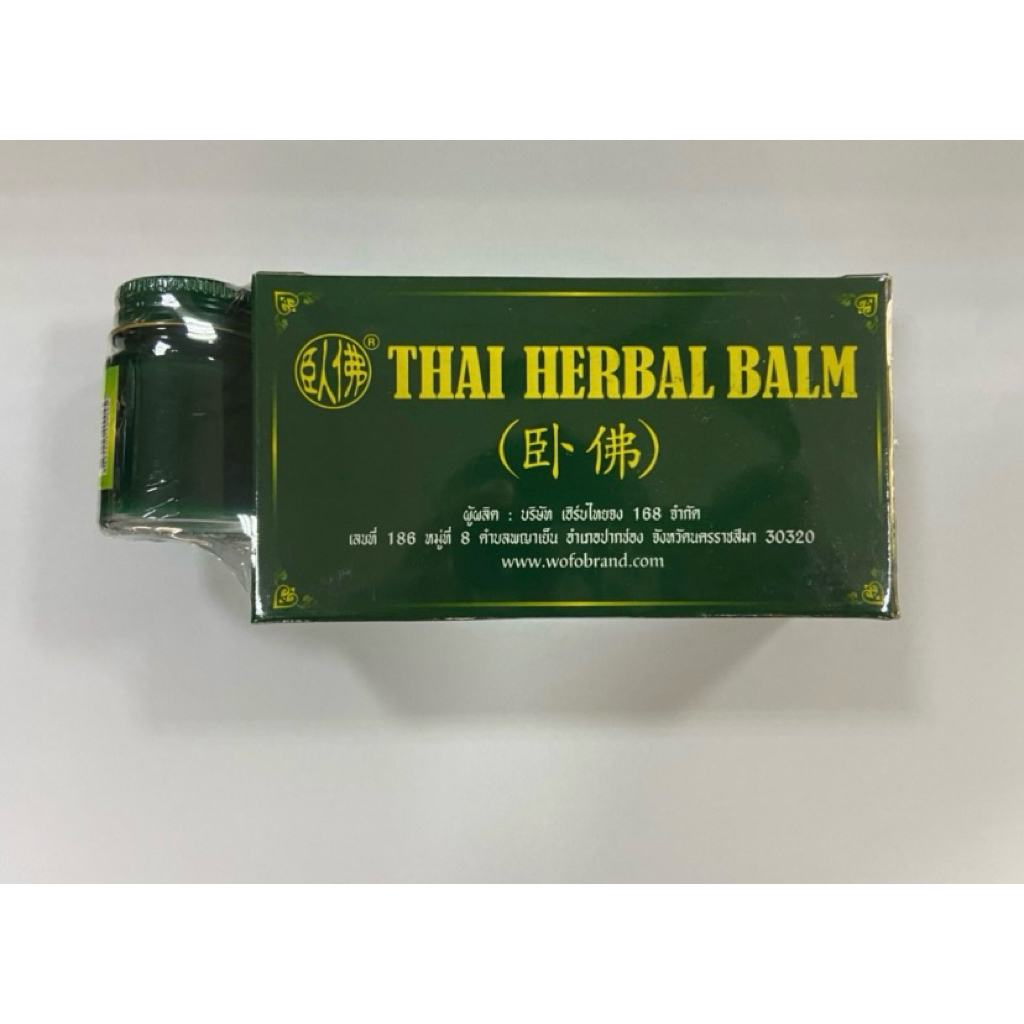 臥佛 ® THAI HERBAL BALM
(卧佛)
ผู้ผลิต : บริษัท เฮิร์บไทยจง 168 จำกัด
เลขที่ 186 หมู่ที่ 8 ตำบลพญาเย็น อำเภอปากช่อง จังหวัดนครราชสีมา 30320
www.wofobrand.com